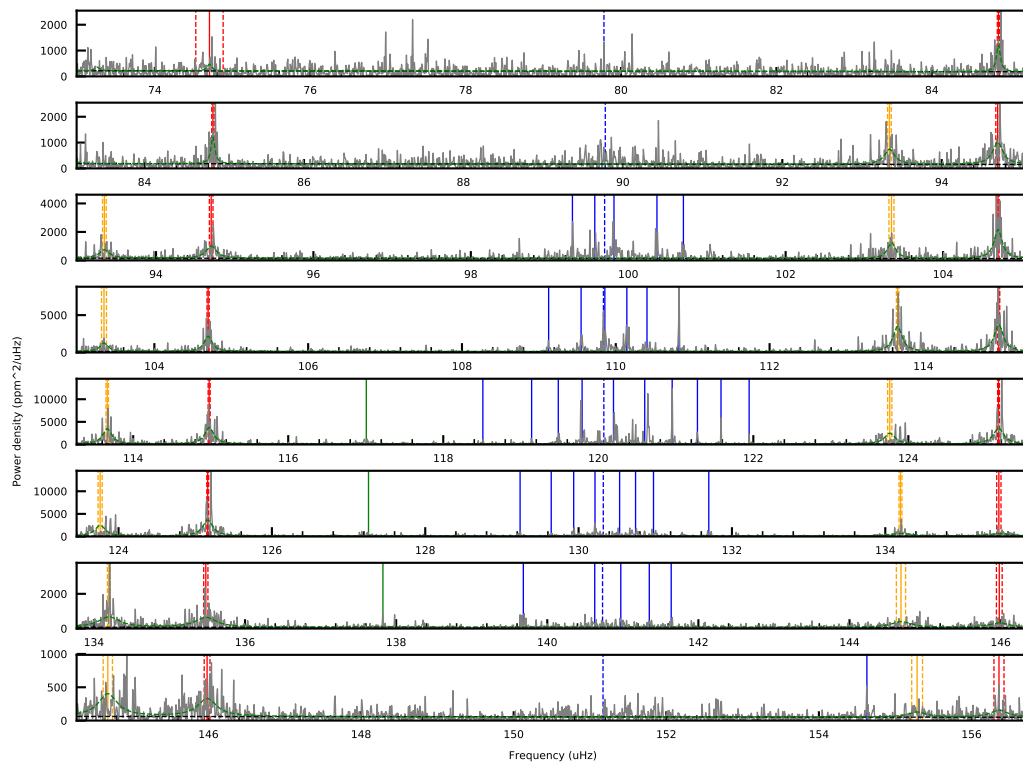 2000
1000
0
74 76 78 80 82 84
2000
1000
0
84 86 88 90 92 94
4000
2000
0
94 96 98 100 102 104
5000
0
104 106 108 110 112 114
10000
5000
0
114 116 118 120 122 124
10000
5000
0
124 126 128 130 132 134
2000
0
134 136 138 140 142 144 146
1000
500
0
146 148 150 152 154 156
Power density (ppm^2/uHz)
Frequency (uHz)